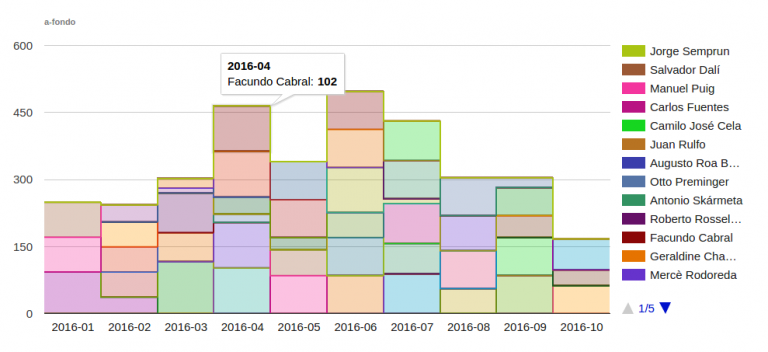 a-fondo
600
450
300
150
0
2016-04
Facundo Cabral: 102
2016-01 2016-02 2016-03 2016-04 2016-05 2016-06 2016-07 2016-08 2016-09 2016-10
Jorge Semprun
Salvador Dalí
Manuel Puig
Carlos Fuentes
Camilo José Cela
Juan Rulfo
Augusto Roa B…
Otto Preminger
Antonio Skármeta
Roberto Rossel…
Facundo Cabral
Geraldine Cha…
Mercè Rodoreda
1/5